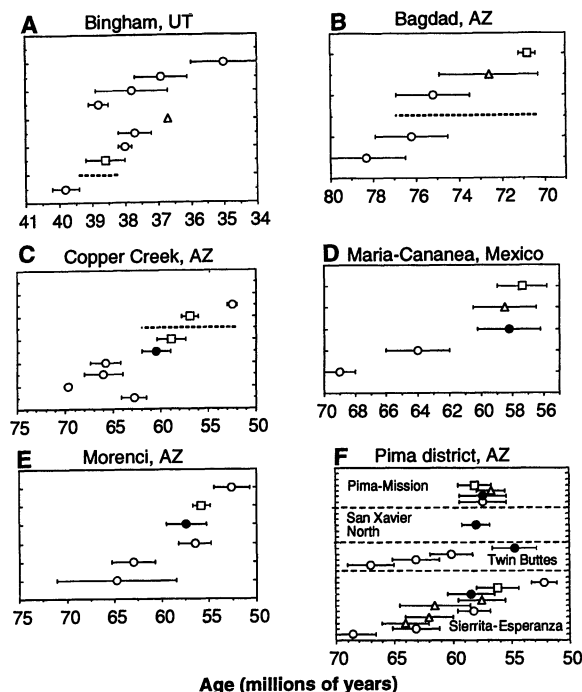 A Bingham, UT
41 40 39 38 37 36 35 34
B Bagdad, AZ
80 78 76 74 72 70
C Copper Creek, AZ
75 70 65 60 55 50
D Maria-Cananea, Mexico
70 68 66 64 62 60 58 56
E Morenci, AZ
75 70 65 60 55 50
F Pima district, AZ
Pima-Mission
San Xavier
North
Twin Buttes
Sierrita-Esperanza
70 65 60 55 50
Age (millions of years)